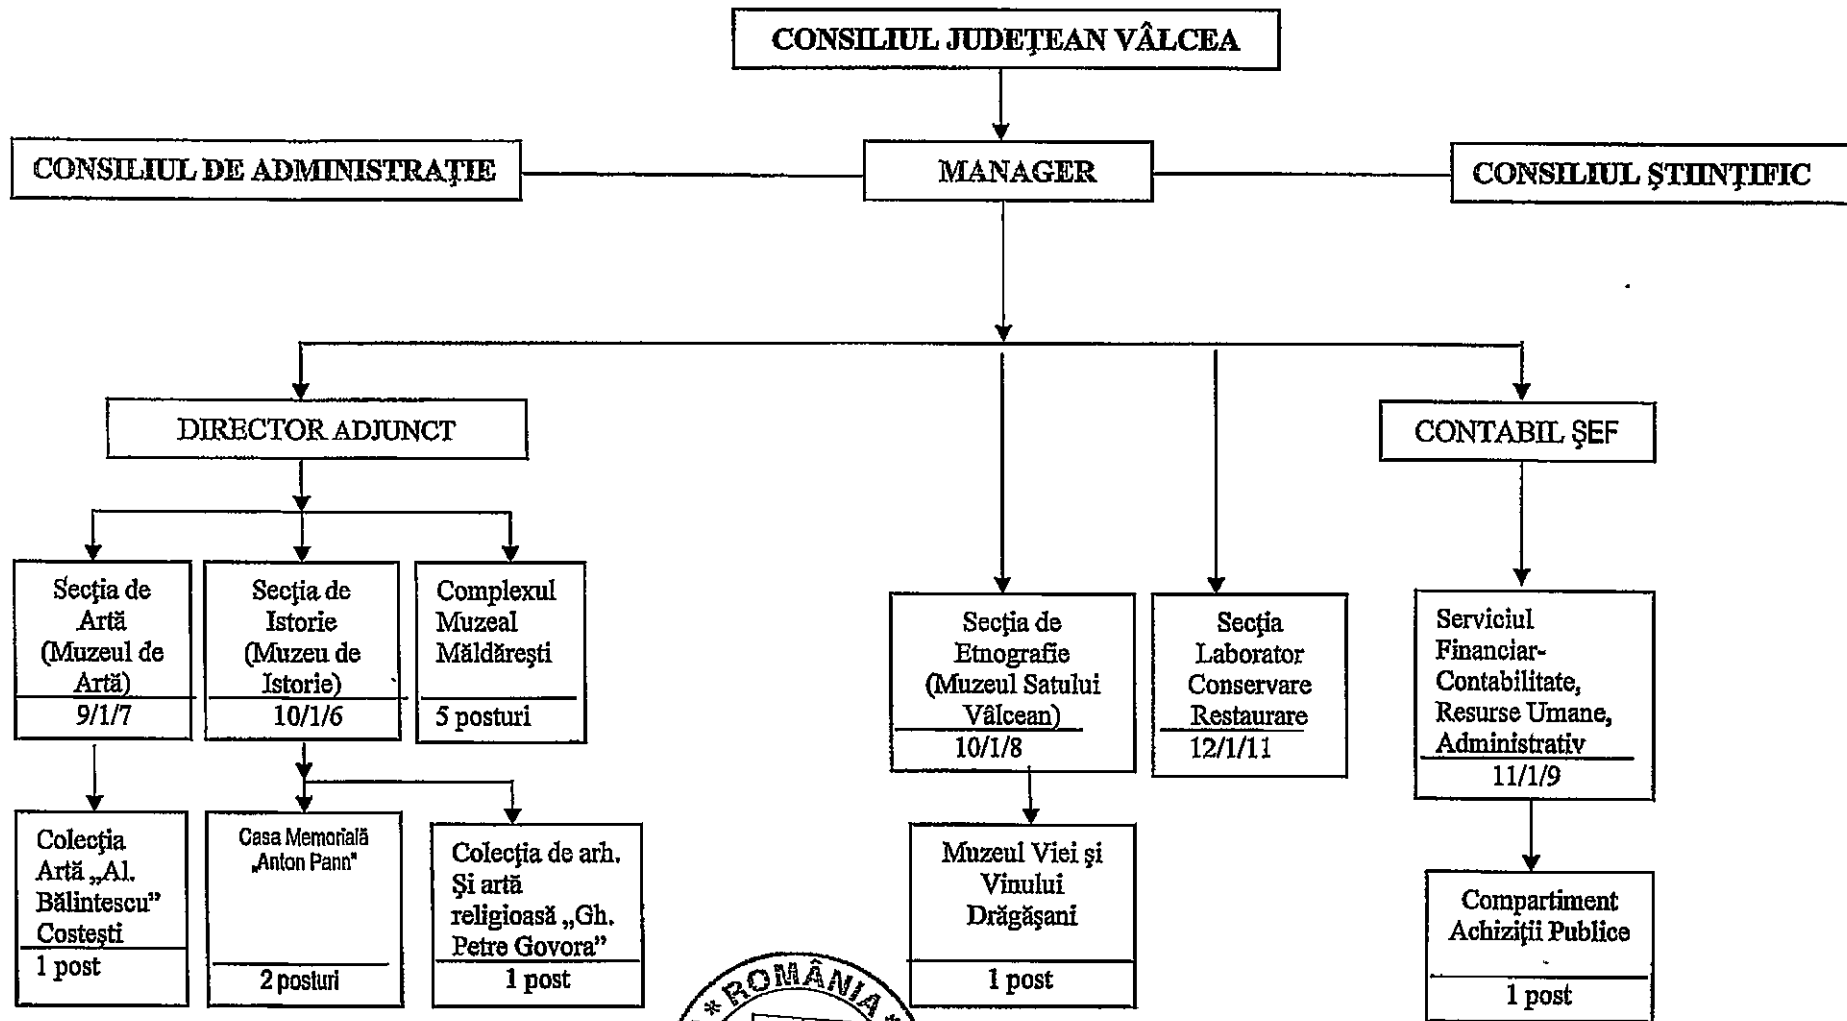 CONSILIUL JUDEŢEAN VÂLCEA
CONSILIUL DE ADMINISTRAŢIE
MANAGER
CONSILIUL ŞTIINŢIFIC
DIRECTOR ADJUNCT
CONTABIL ŞEF
Secţia de
Artă
(Muzeul de
Artă)
9/1/7
Secţia de
Istorie
(Muzeu de
Istorie)
10/1/6
Complexul
Muzeal
Măldăreşti
5 posturi
Secţia de
Etnografie
(Muzeul Satului
Vâlcean)
10/1/8
Secţia
Laborator
Conservare
Restaurare
12/1/11
Serviciul
Financiar-
Contabilitate,
Resurse Umane,
Administrativ
11/1/9
Colecţia
Artă „Al.
Bălintescu”
Costeşti
1 post
Casa Memorială
„Anton Pann”
2 posturi
Colecţia de arh.
Şi artă
religioasă „Gh.
Petre Govora”
1 post
Muzeul Viei şi
Vinului
Drăgăşani
1 post
Compartiment
Achiziţii Publice
1 post
* ROMÂNIA *